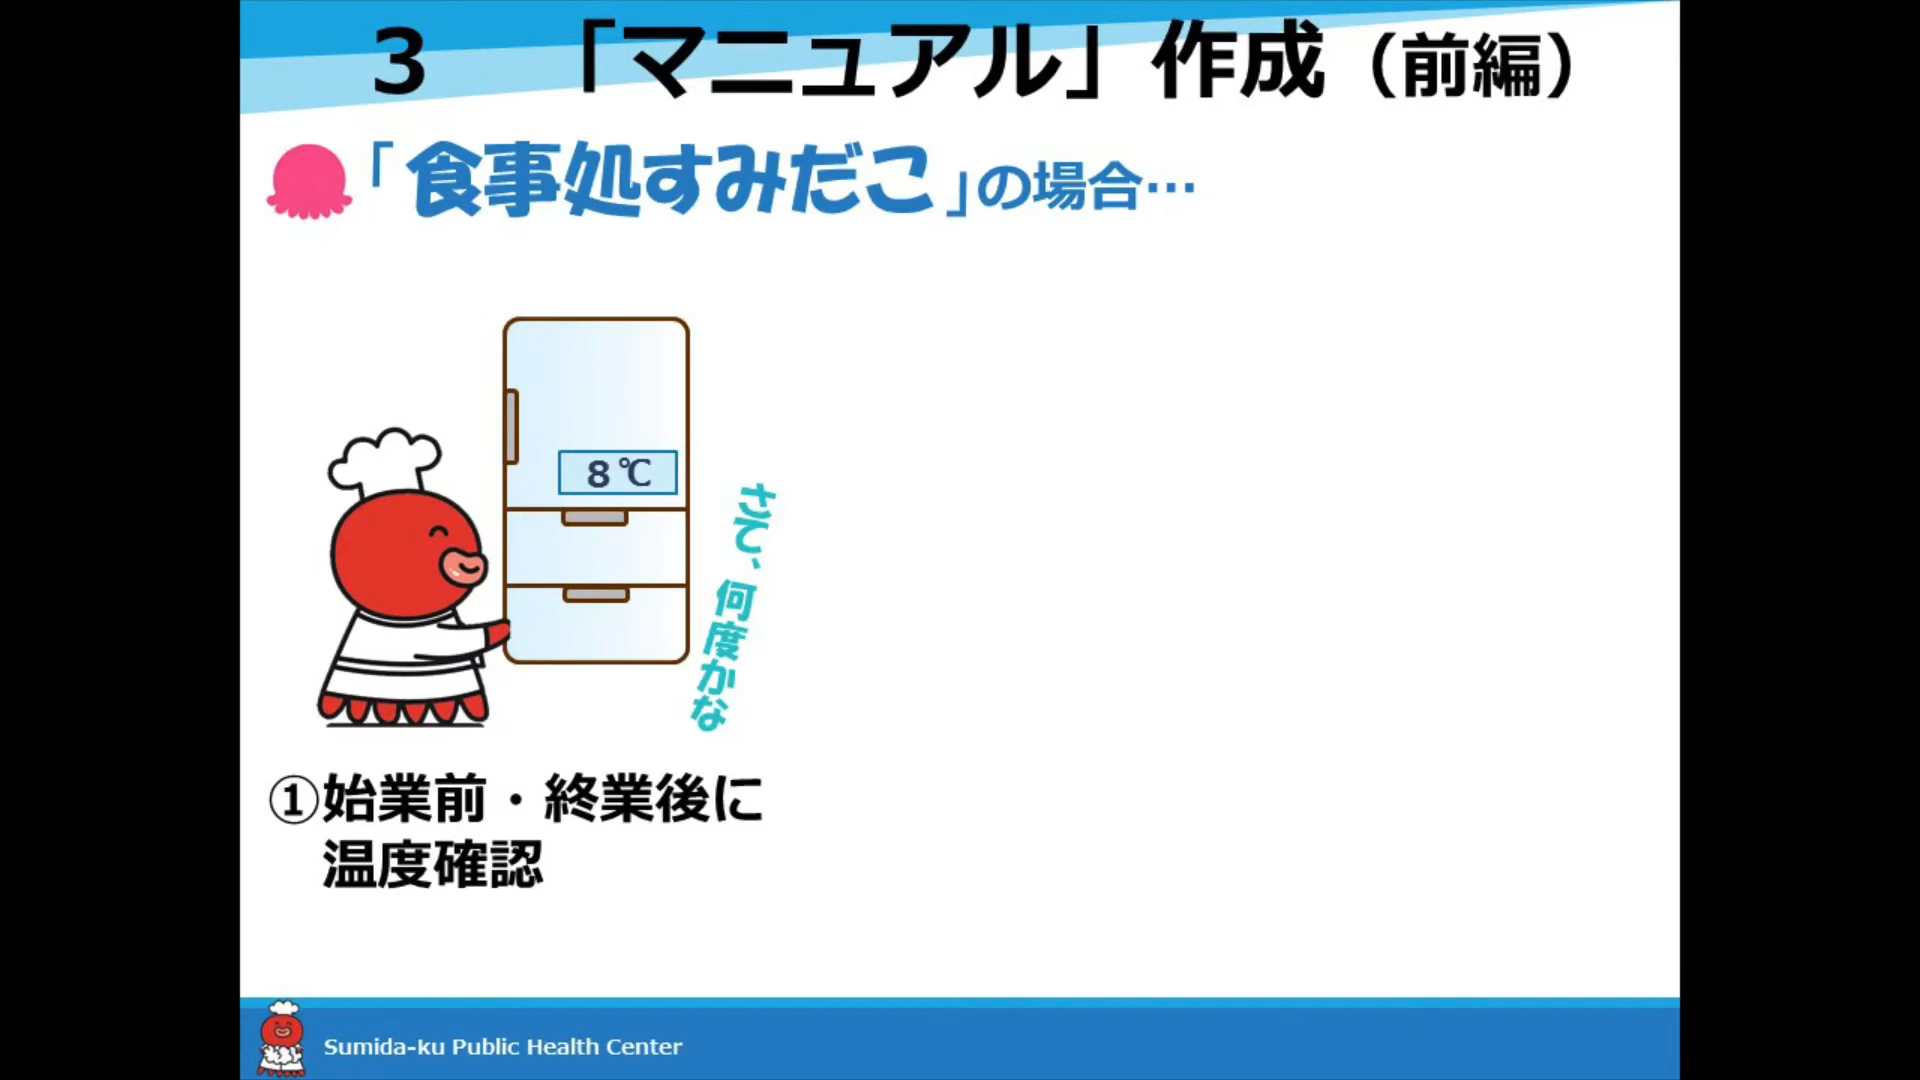 3 「マニュアル」作成（前編）
「食事処すみだこ」の場合…
8℃
さて、何度かな
①始業前・終業後に
温度確認
Sumida-ku Public Health Center